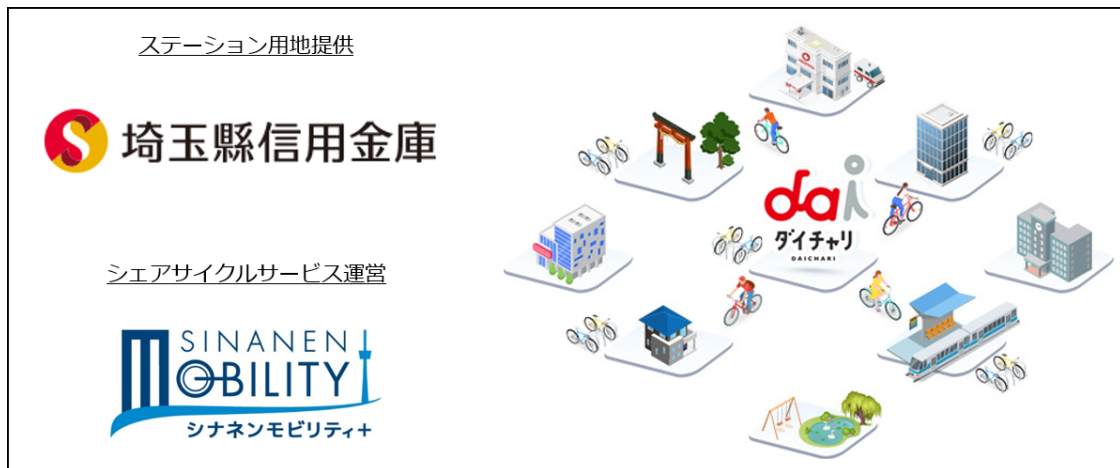 ステーション用地提供
埼玉縣信用金庫
シェアサイクルサービス運営
SINANEN
MOBILITY+
シナネンモビリティ+
dai
ダイチャリ
DAICHARI